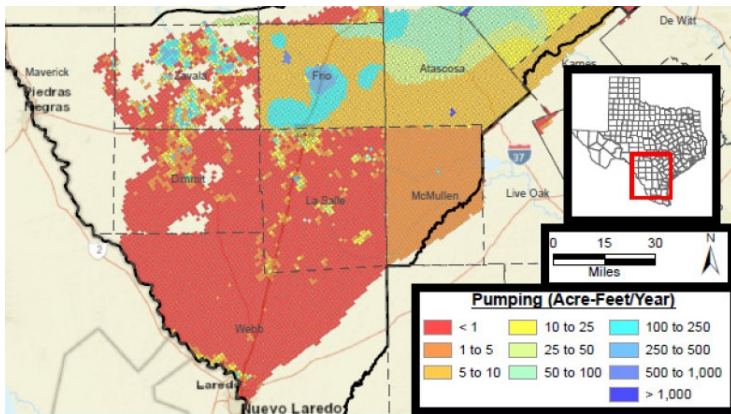 De Witt
Maverick
Zavala
Frio
Atascosa
Karnes
Piedras
Negras
37
Dimmit
La Salle
McMullen
Live Oak
2
0 15 30
Miles
N
Webb
Laredo
Nuevo Laredo
Pumping (Acre-Feet/Year)
< 1
10 to 25
100 to 250
1 to 5
25 to 50
250 to 500
5 to 10
50 to 100
500 to 1,000
> 1,000